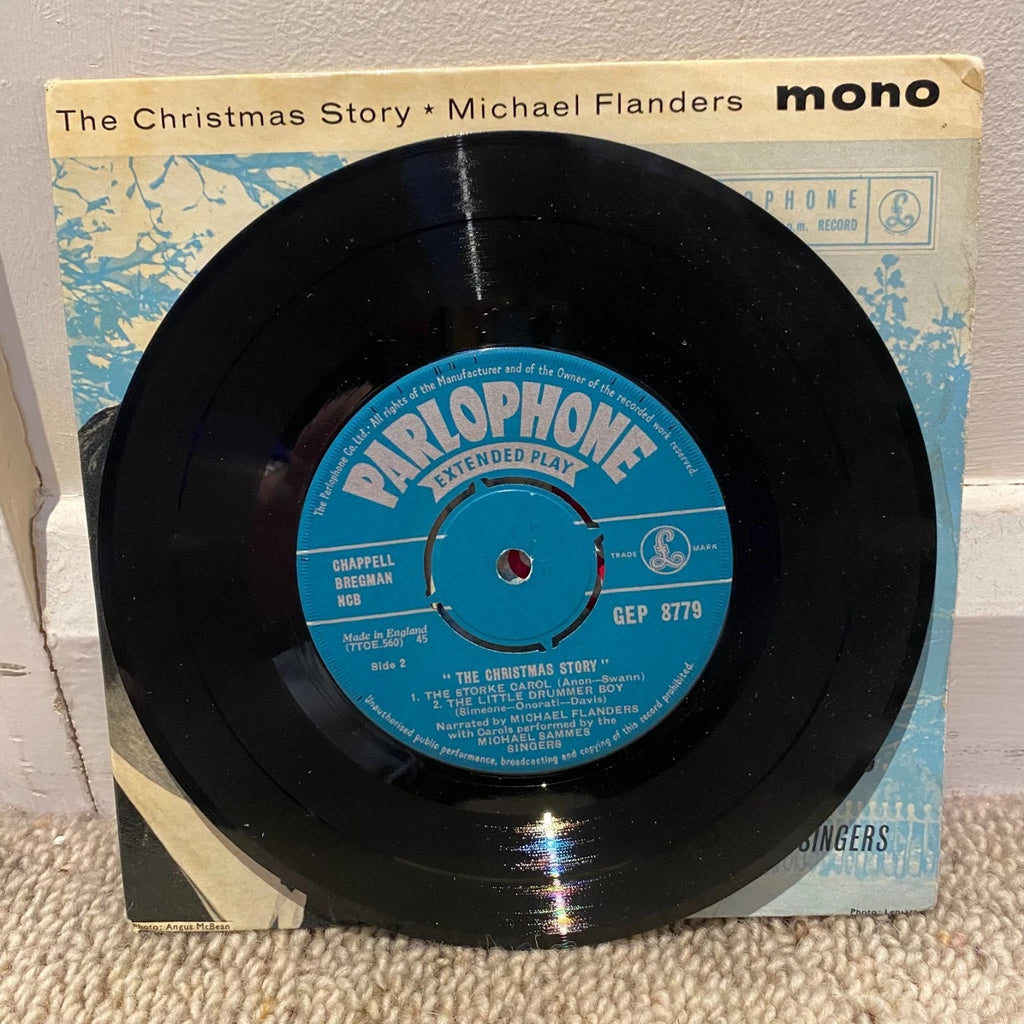 The Christmas Story ★ Michael Flanders mono
OPHONE
RECORD
£
The Parlophone Co. Ltd. All rights of the Manufacturer and of the Owner of the recorded work reserved.
PARLOPHONE
EXTENDED PLAY
CHAPPELL
BREGMAN
NCB
TRADE £ MARK
GEP 8779
Made in England
(7TCE.560) 45
Side 2
"THE CHRISTMAS STORY"
1. THE STORKE CAROL (Anon—Swann)
2. THE LITTLE DRUMMER BOY
(Simeone—Onorati—Davis)
Narrated by MICHAEL FLANDERS
with Carols performed by the
MICHAEL SAMMES
SINGERS
Unauthorised public performance, broadcasting and copying of this record prohibited.
SINGERS
Photo: Angus McBean
Photo: